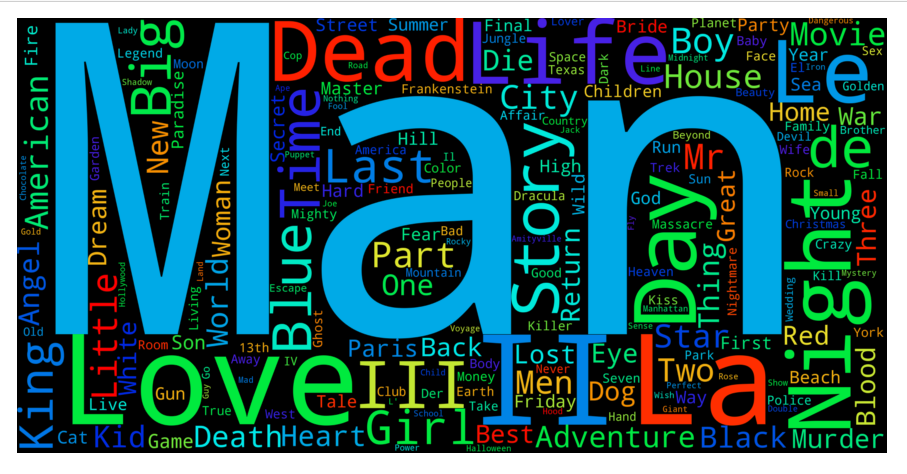 Man
Love
II
La
Dead
Life
Le
Night
Big
III
Blue
Story
Day
Time
Last
King
Little
Girl
House
Boy
City
de
Movie
Part
One
Two
American
Angel
Dream
New
Woman
World
White
Kid
Death
Heart
Best
Adventure
Black
Murder
Blood
Red
Star
Eye
Lost
Men
Dog
Back
Paris
Mr
Great
Thing
Return
Die
Home
War
Three
Street
Summer
Final
Jungle
Lover
Bride
Planet
Party
Dangerous
Baby
Midnight
Face
Year
Sex
El
Iron
Sea
Golden
Fire
Lady
Legend
Moon
Shadow
Paradise
Cop
Road
Space
Texas
Dark
Line
Beauty
Master
Frankenstein
Children
Affair
Country
Jack
Nothing
Fool
Ape
Secret
Puppet
End
Hill
America
Il
Color
People
High
Dracula
Wild
Beyond
Run
Trek
Sun
God
Massacre
Family
Devil
Brother
Wife
Fall
Rock
Small
Young
Christmas
Crazy
Kill
Mystery
Wedding
Nightmare
Heaven
Kiss
Manhattan
Fly
Sense
Meet
Hard
Friend
Joe
Mighty
Fear
Bad
Rocky
Mountain
Amityville
Good
Killer
Voyage
Escape
Ghost
Garden
Train
Next
Chocolate
Gold
Hollywood
Living
Land
Old
Room
Son
13th
Away
IV
Guy
Go
Mad
Gun
True
West
Tale
Live
Cat
Game
Club
Child
Der
L
School
Power
Body
Money
Earth
Take
Halloween
Never
Friday
Hood
Seven
Hand
Park
First
Perfect
Wish
Way
Rose
Giant
Show
Beach
Police
Double
York